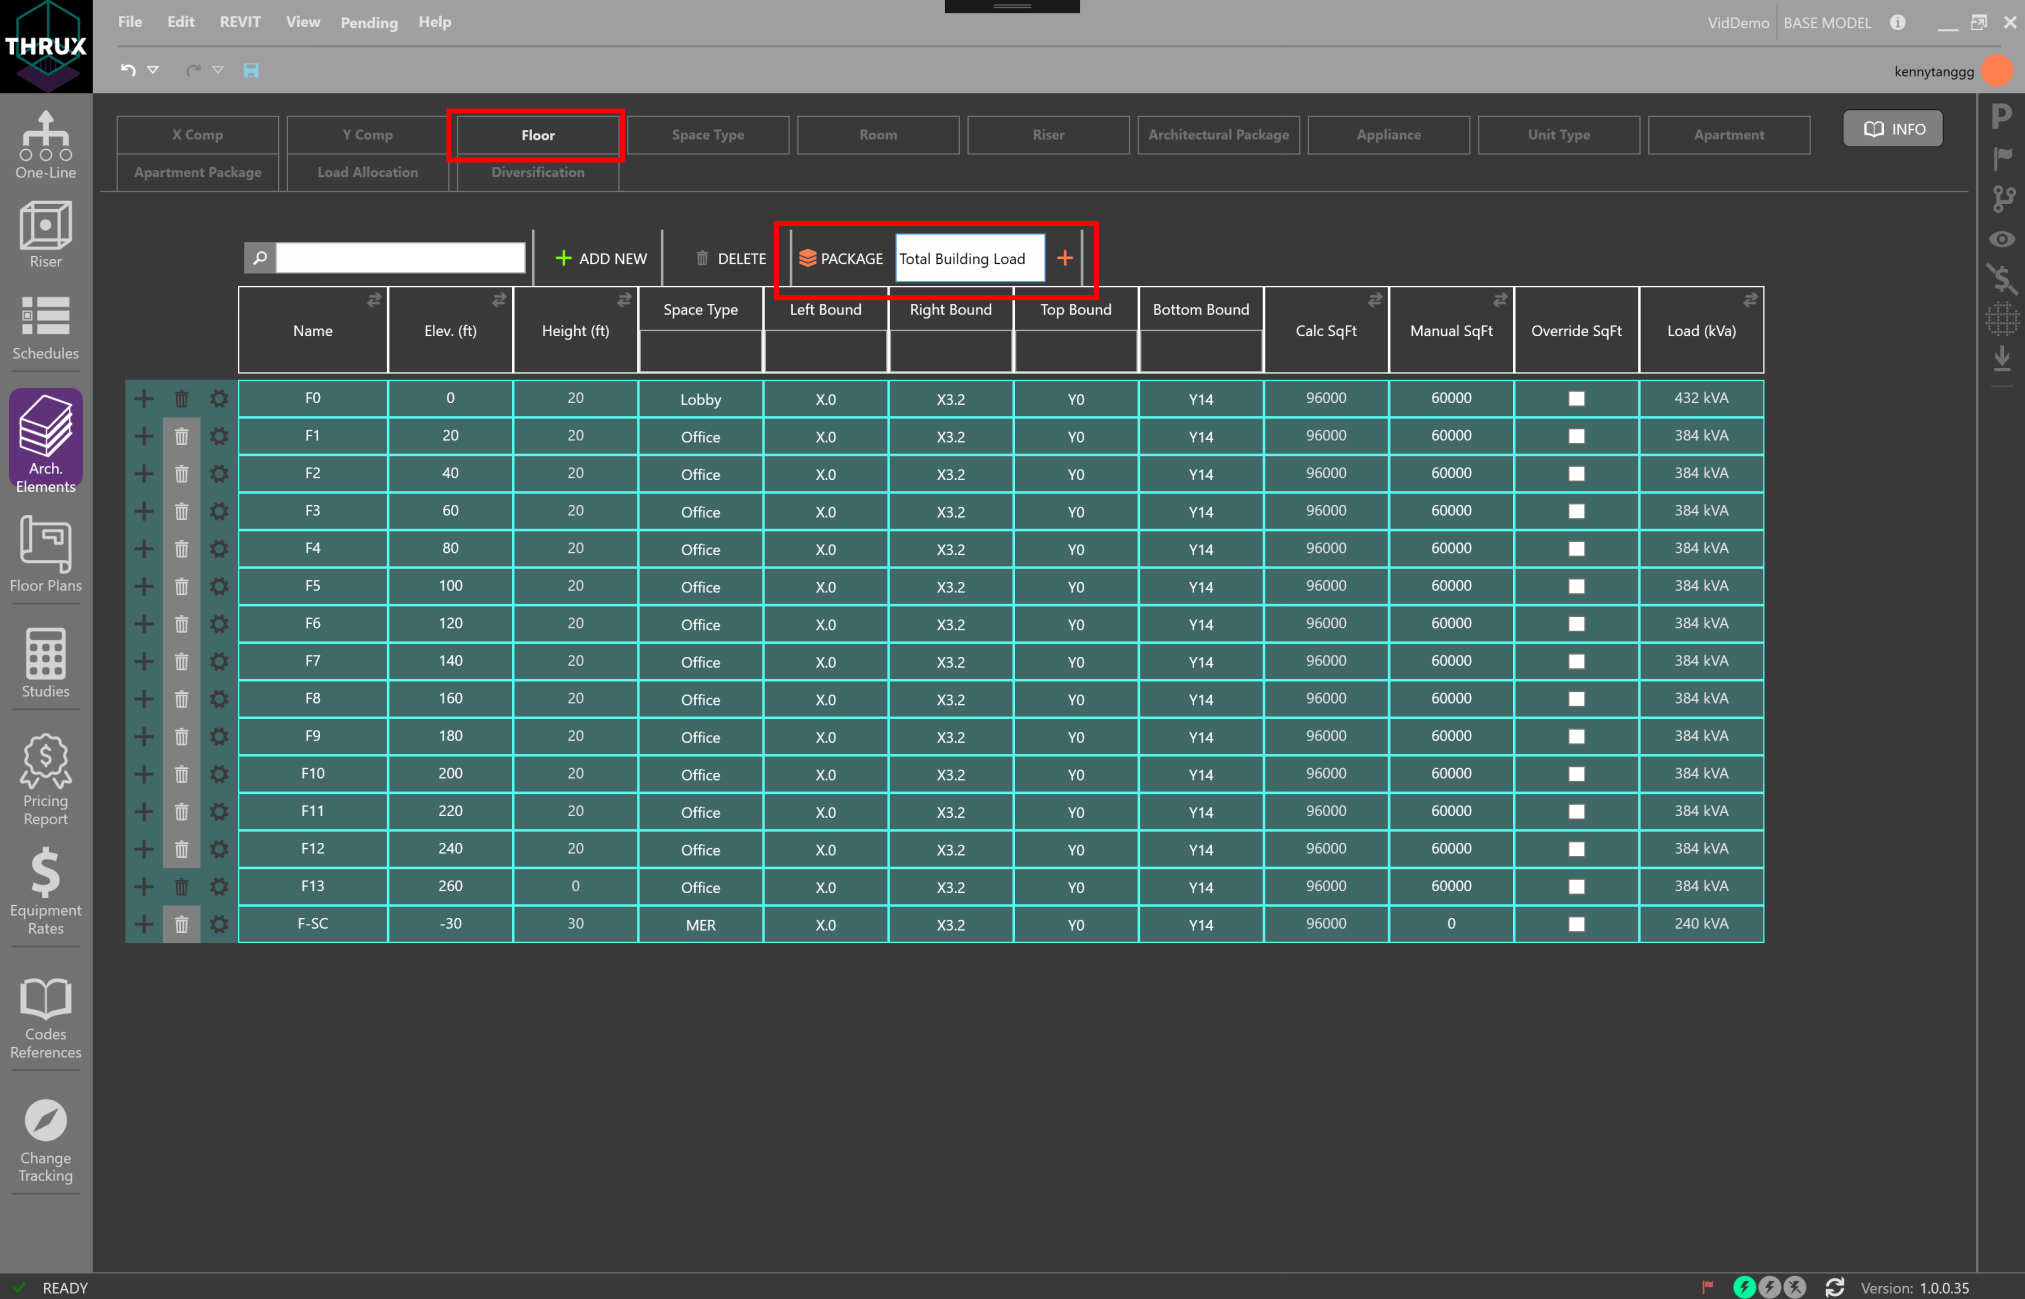 THRUX
File Edit REVIT View Pending Help
VidDemo BASE MODEL
kennytanggg
X Comp Y Comp Floor Space Type Room Riser Architectural Package Appliance Unit Type Apartment
INFO
Apartment Package Load Allocation Diversification
One-Line
Riser
Schedules
Arch.
Elements
Floor Plans
Studies
Pricing
Report
Equipment
Rates
Codes
References
Change
Tracking
ADD NEW DELETE PACKAGE Total Building Load
Name Elev. (ft) Height (ft) Space Type Left Bound Right Bound Top Bound Bottom Bound Calc SqFt Manual SqFt Override SqFt Load (kVa)
F0 0 20 Lobby X.0 X3.2 Y0 Y14 96000 60000 432 kVA
F1 20 20 Office X.0 X3.2 Y0 Y14 96000 60000 384 kVA
F2 40 20 Office X.0 X3.2 Y0 Y14 96000 60000 384 kVA
F3 60 20 Office X.0 X3.2 Y0 Y14 96000 60000 384 kVA
F4 80 20 Office X.0 X3.2 Y0 Y14 96000 60000 384 kVA
F5 100 20 Office X.0 X3.2 Y0 Y14 96000 60000 384 kVA
F6 120 20 Office X.0 X3.2 Y0 Y14 96000 60000 384 kVA
F7 140 20 Office X.0 X3.2 Y0 Y14 96000 60000 384 kVA
F8 160 20 Office X.0 X3.2 Y0 Y14 96000 60000 384 kVA
F9 180 20 Office X.0 X3.2 Y0 Y14 96000 60000 384 kVA
F10 200 20 Office X.0 X3.2 Y0 Y14 96000 60000 384 kVA
F11 220 20 Office X.0 X3.2 Y0 Y14 96000 60000 384 kVA
F12 240 20 Office X.0 X3.2 Y0 Y14 96000 60000 384 kVA
F13 260 0 Office X.0 X3.2 Y0 Y14 96000 60000 384 kVA
F-SC -30 30 MER X.0 X3.2 Y0 Y14 96000 0 240 kVA
READY
Version: 1.0.0.35